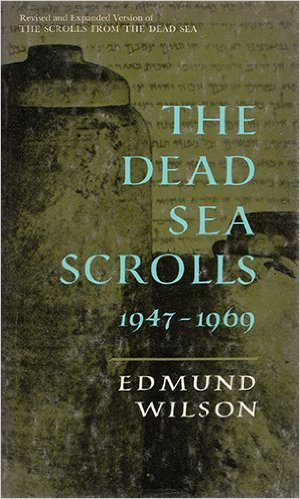 Revised and Expanded Version of
THE SCROLLS FROM THE DEAD SEA
THE
DEAD
SEA
SCROLLS
1947-1969
EDMUND
WILSON